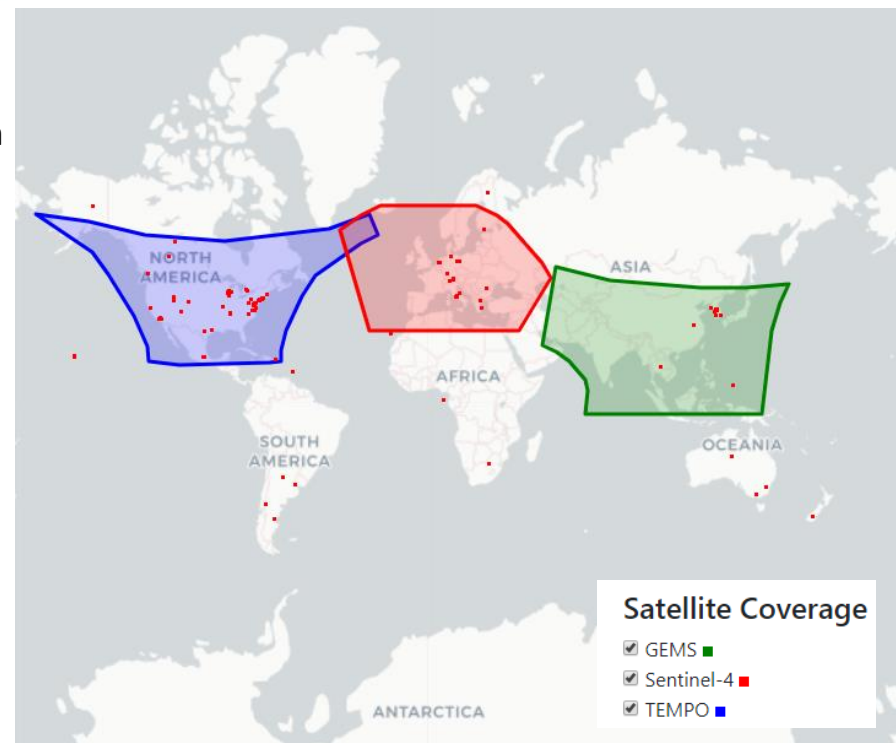 NORTH
AMERICA
ASIA
AFRICA
SOUTH
AMERICA
OCEANIA
ANTARCTICA
Satellite Coverage
GEMS
Sentinel-4
TEMPO